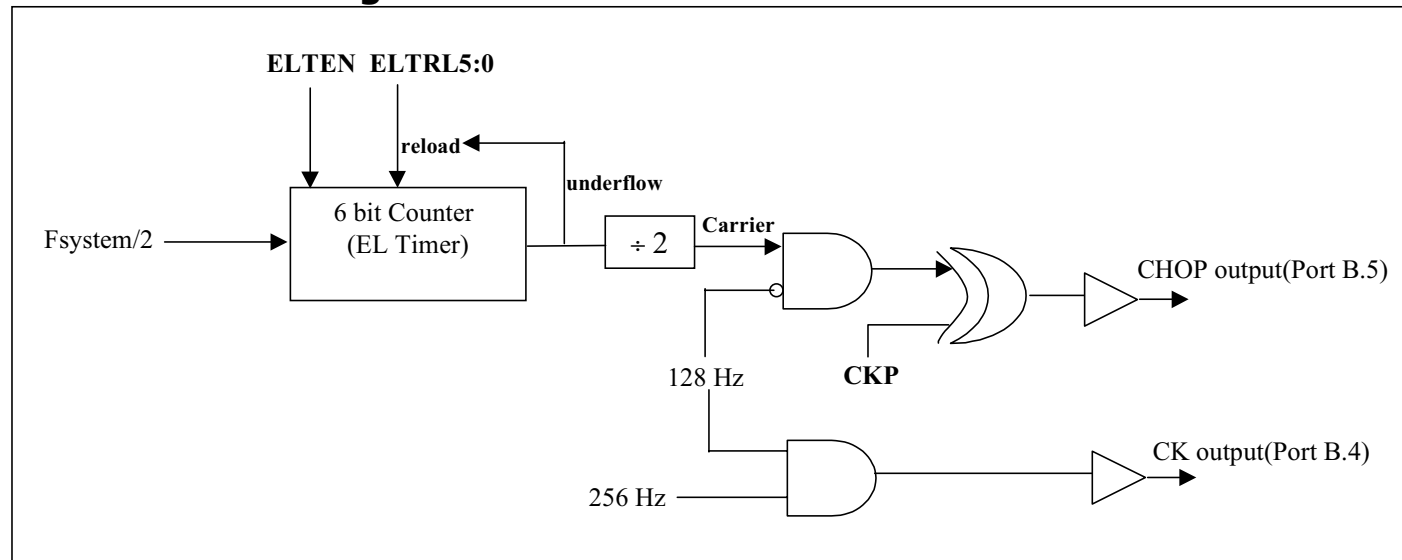 ELTEN ELTRL5:0
reload
underflow
6 bit Counter
(EL Timer)
Fsystem/2
÷ 2
Carrier
CHOP output(Port B.5)
128 Hz
CKP
CK output(Port B.4)
256 Hz